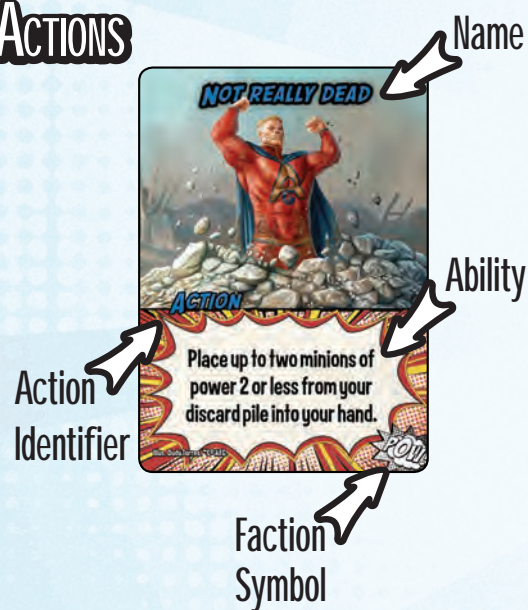 ACTIONS
Name
NOT REALLY DEAD
Ability
ACTION
Place up to two minions of
power 2 or less from your
discard pile into your hand.
Action
Identifier
POW!
Faction
Symbol